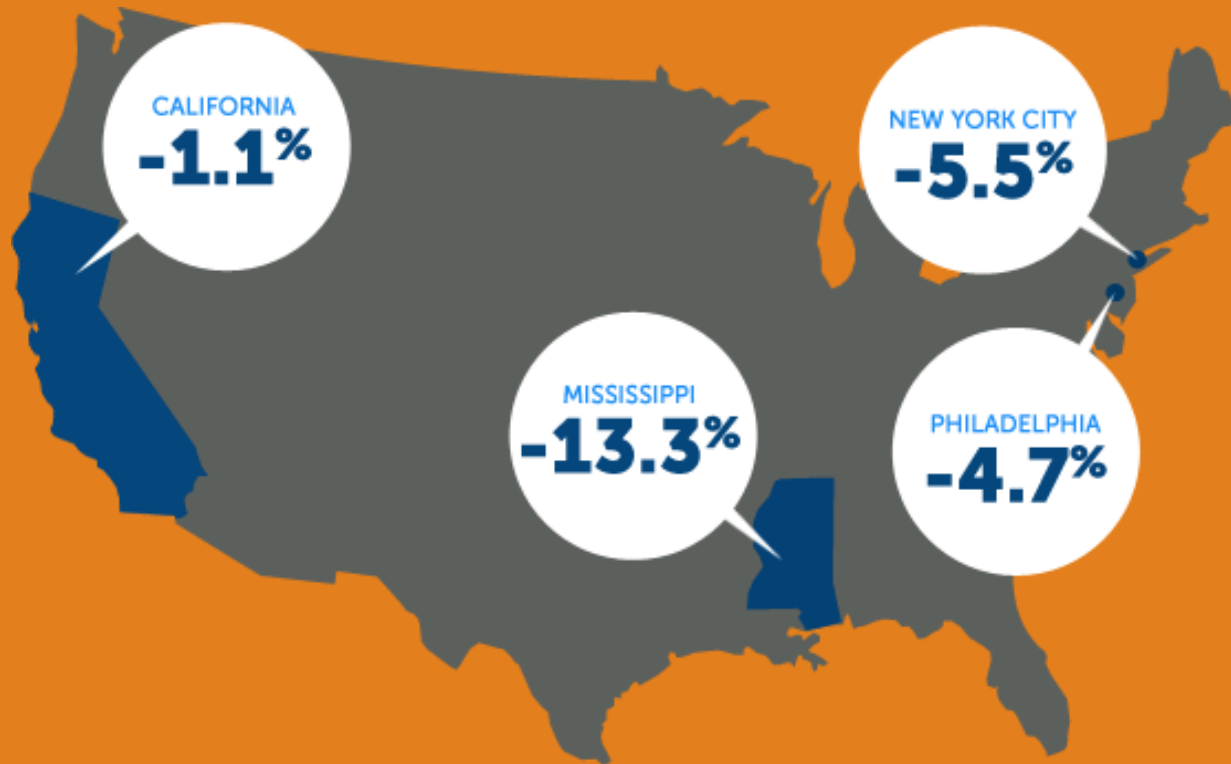 CALIFORNIA
-1.1%
NEW YORK CITY
-5.5%
MISSISSIPPI
-13.3%
PHILADELPHIA
-4.7%